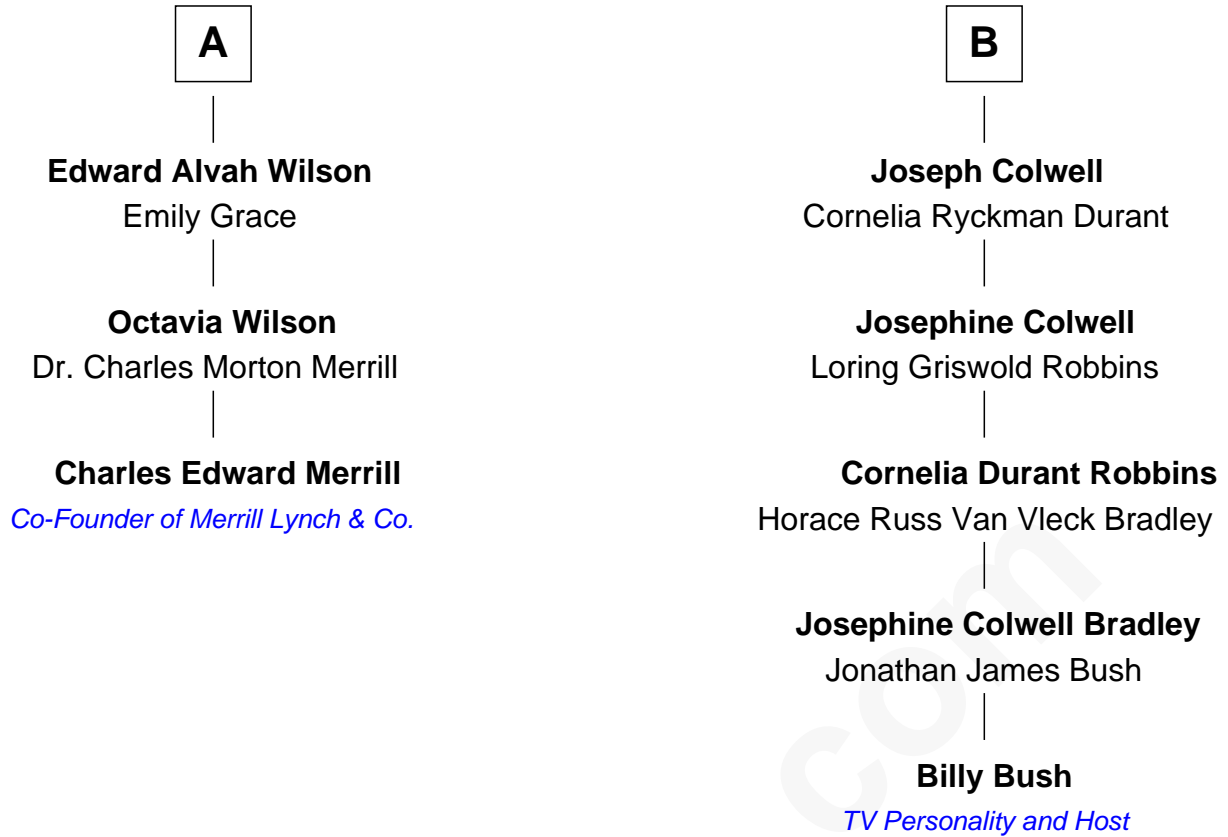 A
Edward Alvah Wilson
Emily Grace
Octavia Wilson
Dr. Charles Morton Merrill
Charles Edward Merrill
Co-Founder of Merrill Lynch & Co.
B
Joseph Colwell
Cornelia Ryckman Durant
Josephine Colwell
Loring Griswold Robbins
Cornelia Durant Robbins
Horace Russ Van Vleck Bradley
Josephine Colwell Bradley
Jonathan James Bush
Billy Bush
TV Personality and Host
com